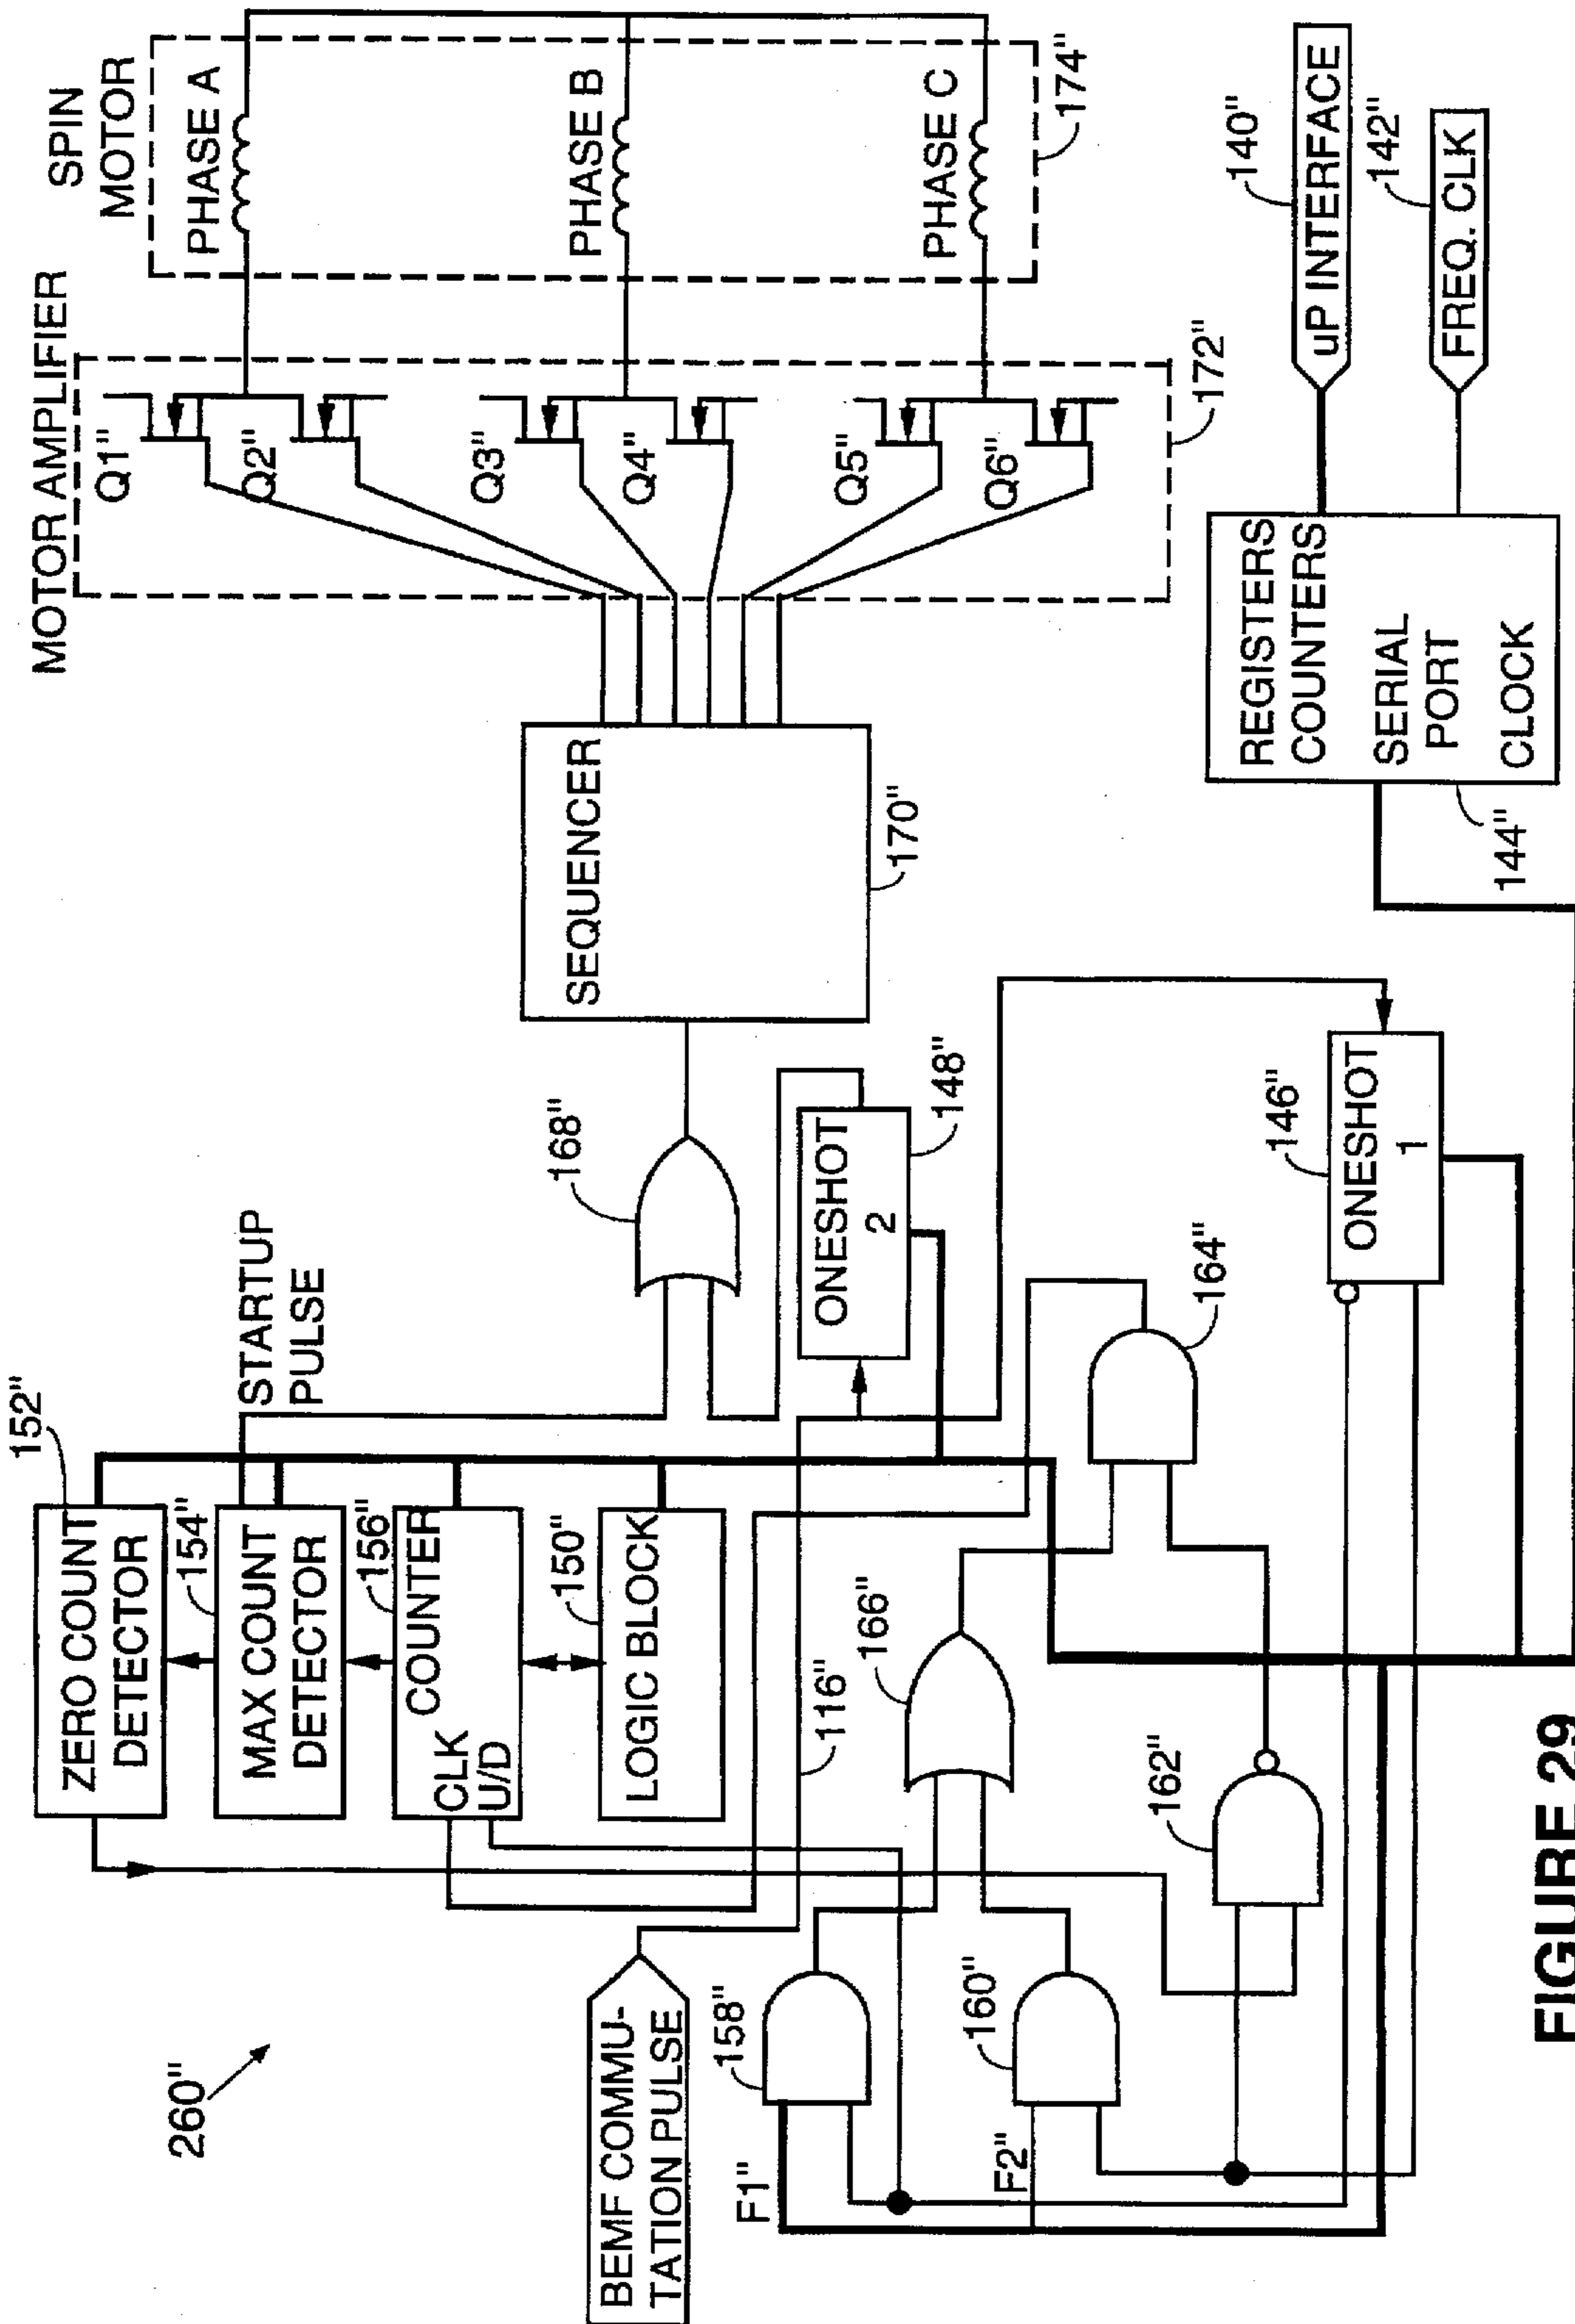 260"
BEMF COMMU-
TATION PULSE
F1"
F2"
158"
160"
162"
166"
164"
116"
ZERO COUNT
DETECTOR
152"
MAX COUNT
DETECTOR
154"
COUNTER
CLK
U/D
156"
LOGIC BLOCK
150"
STARTUP
PULSE
168"
ONESHOT
2
148"
ONESHOT
1
146"
SEQUENCER
170"
MOTOR AMPLIFIER
Q1"
Q2"
Q3"
Q4"
Q5"
Q6"
172"
SPIN
MOTOR
PHASE A
PHASE B
PHASE C
174"
REGISTERS
COUNTERS
SERIAL
PORT
CLOCK
144"
uP INTERFACE
140"
FREQ. CLK
142"
FIGURE 29